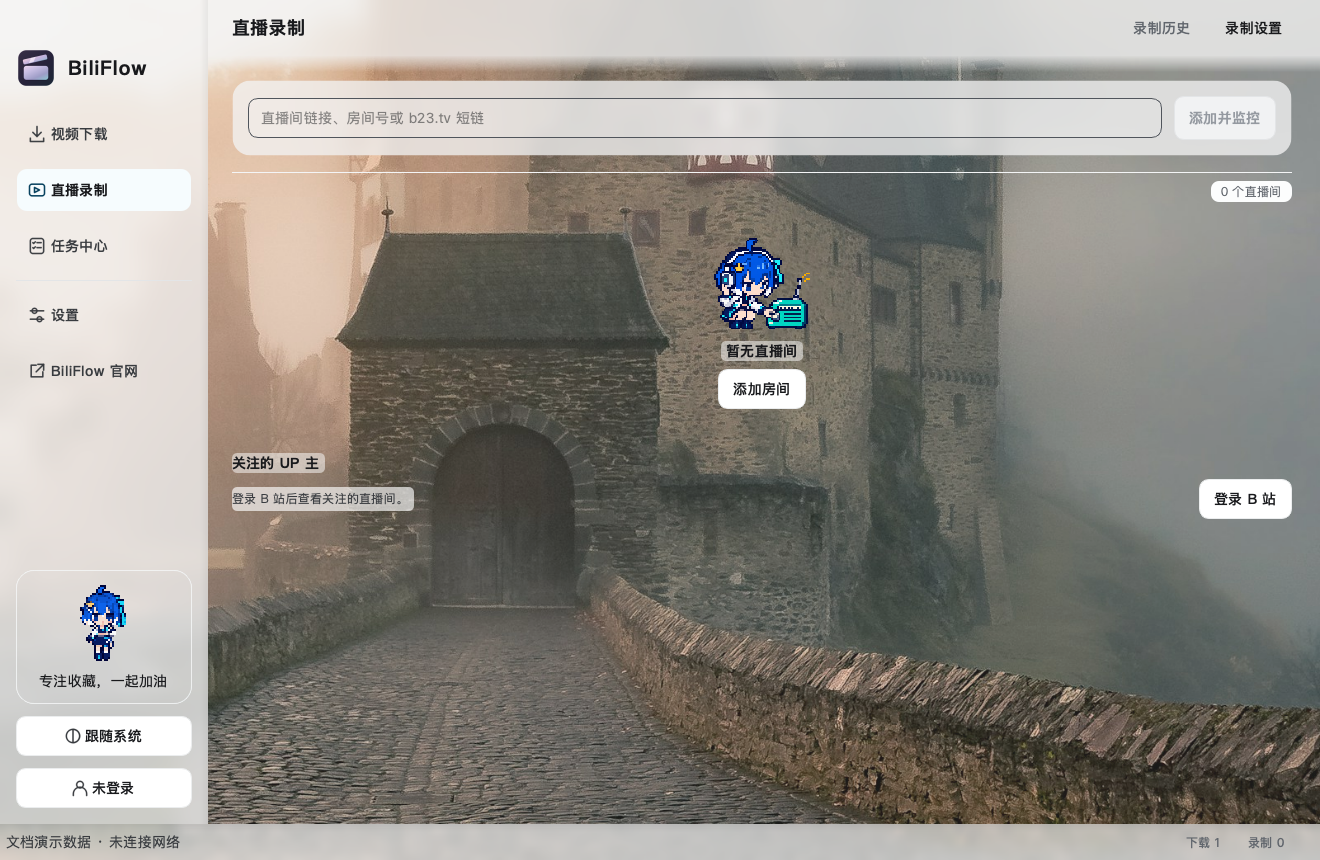 BiliFlow
视频下载
直播录制
任务中心
设置
BiliFlow 官网
专注收藏，一起加油
跟随系统
未登录
直播录制
录制历史
录制设置
直播间链接、房间号或 b23.tv 短链
添加并监控
0 个直播间
暂无直播间
添加房间
关注的 UP 主
登录 B 站后查看关注的直播间。
登录 B 站
文档演示数据 · 未连接网络
下载 1
录制 0